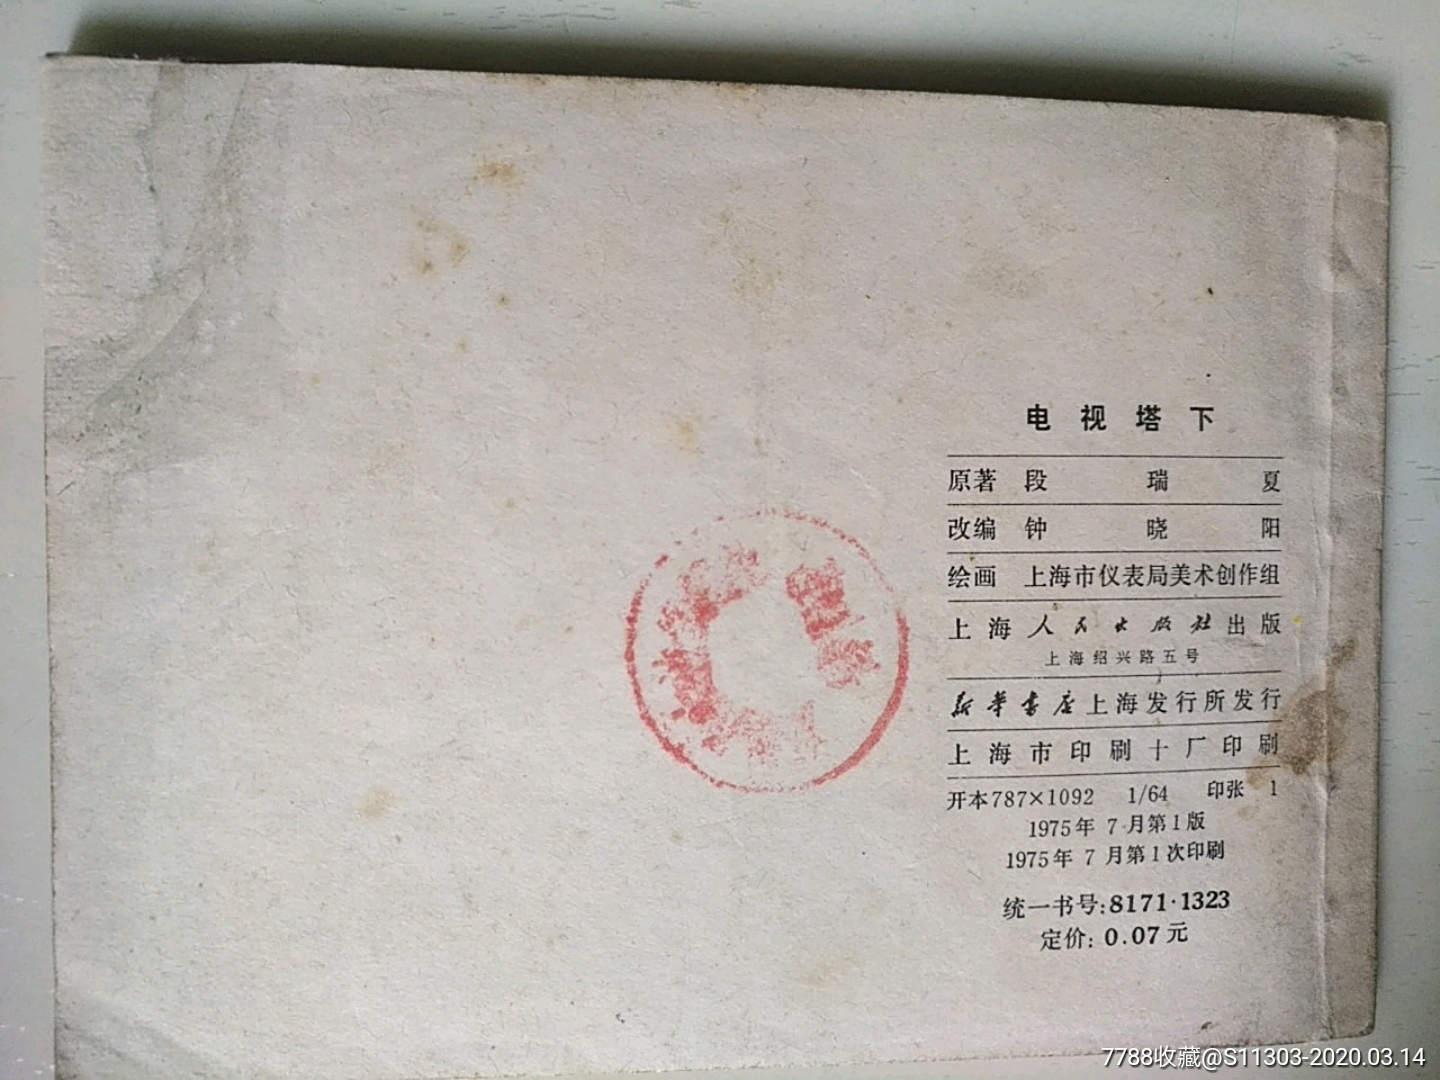 电视塔下
原著 段瑞夏
改编 钟晓阳
绘画 上海市仪表局美术创作组
上海人民出版社出版
上海绍兴路五号
新华书店上海发行所发行
上海市印刷十厂印刷
开本787×1092 1/64 印张 1
1975年7月第1版
1975年7月第1次印刷
统一书号:8171·1323
定价: 0.07元
7788收藏@S11303-2020.03.14